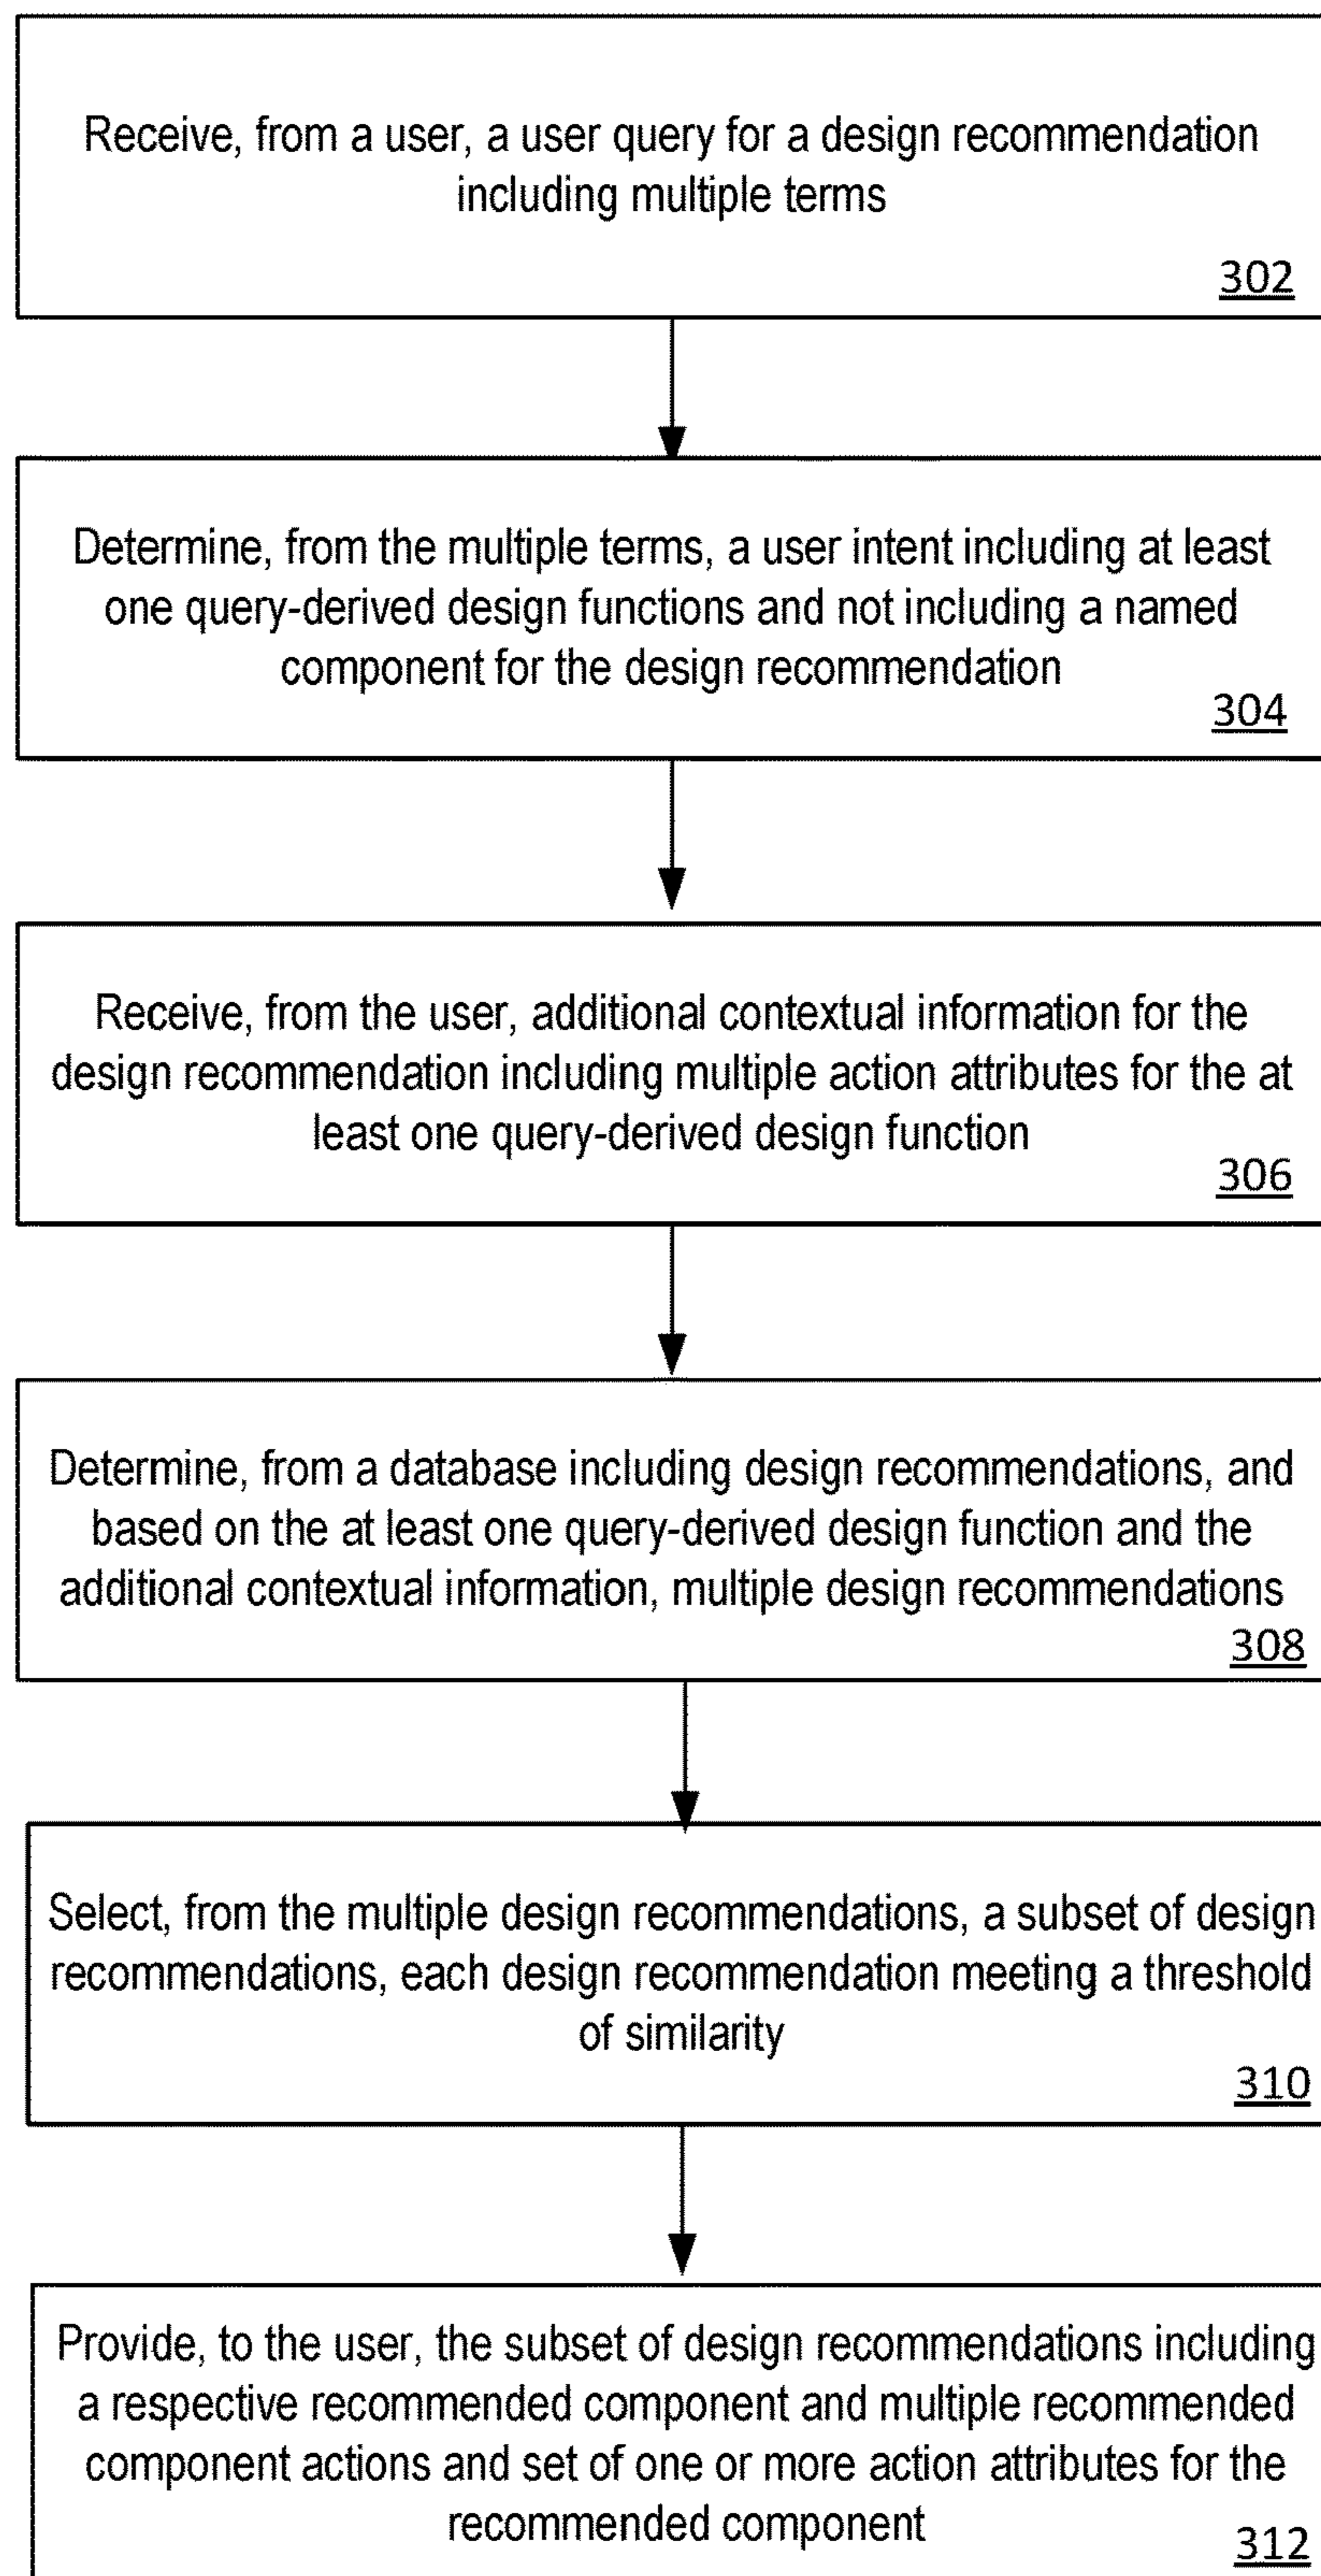 Receive, from a user, a user query for a design recommendation
including multiple terms
302
Determine, from the multiple terms, a user intent including at least
one query-derived design functions and not including a named
component for the design recommendation
304
Receive, from the user, additional contextual information for the
design recommendation including multiple action attributes for the at
least one query-derived design function
306
Determine, from a database including design recommendations, and
based on the at least one query-derived design function and the
additional contextual information, multiple design recommendations
308
Select, from the multiple design recommendations, a subset of design
recommendations, each design recommendation meeting a threshold
of similarity
310
Provide, to the user, the subset of design recommendations including
a respective recommended component and multiple recommended
component actions and set of one or more action attributes for the
recommended component
312